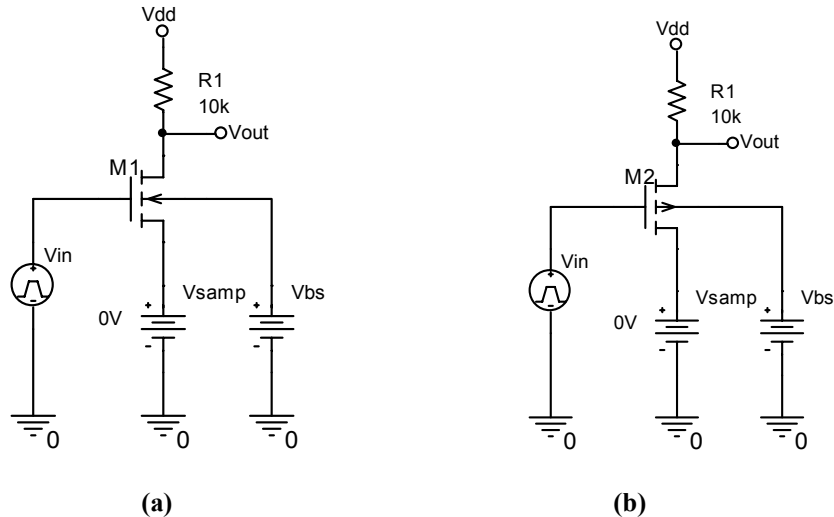 Vdd
R1
10k
Vout
M1
Vin
+
-
Vsamp
0V
+
-
Vbs
+
-
0
0
0
(a)
Vdd
R1
10k
Vout
M2
Vin
+
-
Vsamp
0V
+
-
Vbs
+
-
0
0
0
(b)